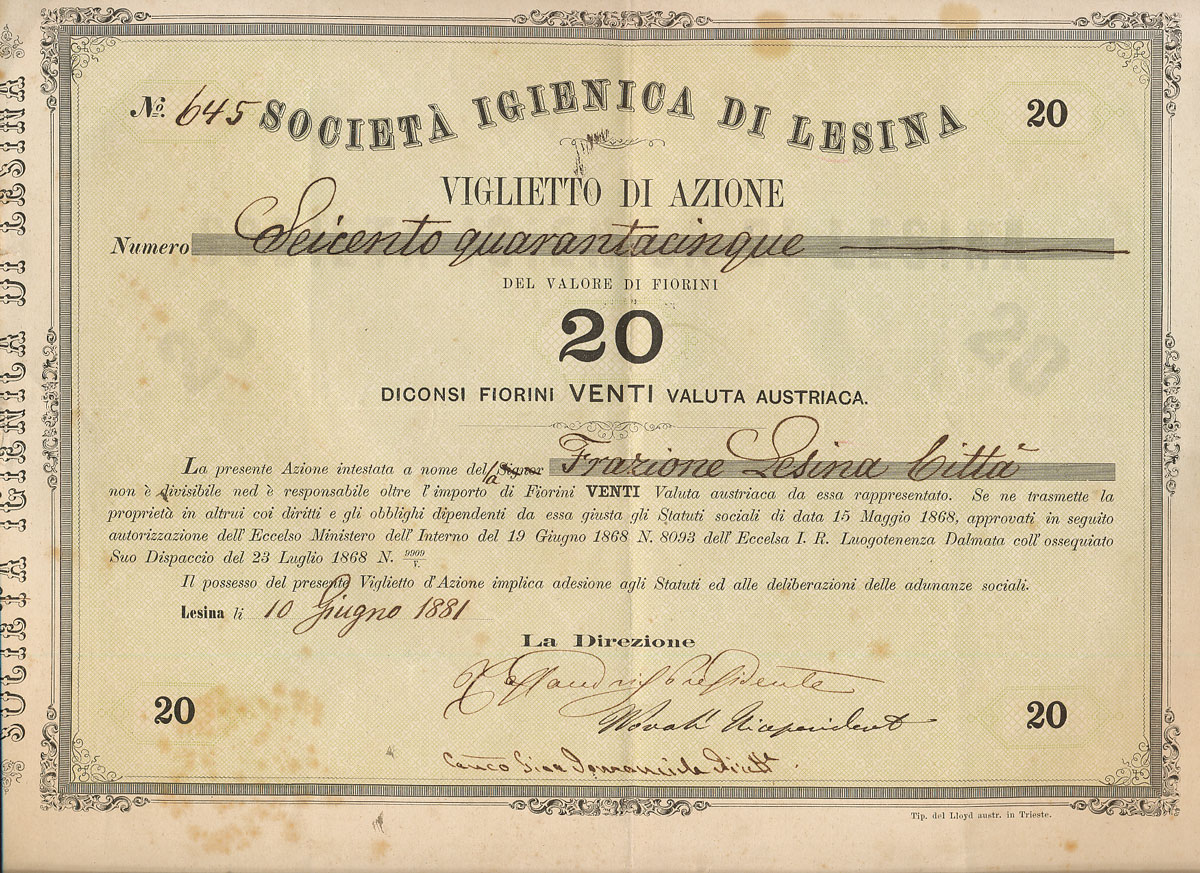 No. 645 SOCIETÀ IGIENICA DI LESINA 20
VIGLIETTO DI AZIONE
Numero Seicento quarantacinque
DEL VALORE DI FIORINI
20
DICONSI FIORINI VENTI VALUTA AUSTRIACA.
La presente Azione intestata a nome della Signor Frazione Lesina Città
non è divisibile ned è responsabile oltre l'importo di Fiorini VENTI Valuta austriaca da essa rappresentato. Se ne trasmette la
proprietà in altrui coi diritti e gli obblighi dipendenti da essa giusta gli Statuti sociali di data 15 Maggio 1868, approvati in seguito
autorizzazione dell'Eccelso Ministero dell'Interno del 19 Giugno 1868 N. 8093 dell'Eccelsa I. R. Luogotenenza Dalmata coll'ossequiato
Suo Dispaccio del 23 Luglio 1868 N. 9909/V.
Il possesso del presente Viglietto d'Azione implica adesione agli Statuti ed alle deliberazioni delle adunanze sociali.
Lesina li 10 Giugno 1881
La Direzione
Presidente
20 20
Tip. del Lloyd austr. in Trieste.
SOCIETÀ IGIENICA DI LESINA